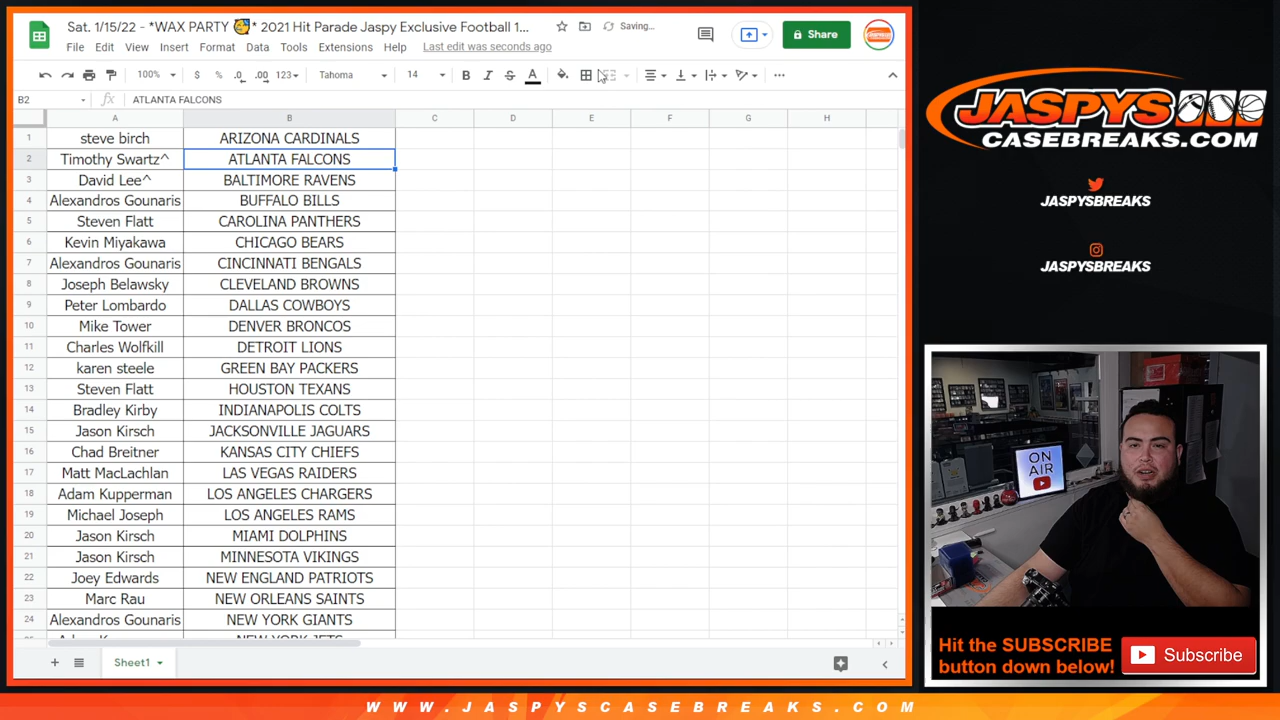 Sat. 1/15/22 - *WAX PARTY 🥳* 2021 Hit Parade Jaspy Exclusive Football 1...
Saving...
Share
File Edit View Insert Format Data Tools Extensions Help Last edit was seconds ago
100% $ % .0 .00 123 Tahoma 14 B I S A
B2 fx ATLANTA FALCONS
A B C D E F G H
1 steve birch ARIZONA CARDINALS
2 Timothy Swartz^ ATLANTA FALCONS
3 David Lee^ BALTIMORE RAVENS
4 Alexandros Gounaris BUFFALO BILLS
5 Steven Flatt CAROLINA PANTHERS
6 Kevin Miyakawa CHICAGO BEARS
7 Alexandros Gounaris CINCINNATI BENGALS
8 Joseph Belawsky CLEVELAND BROWNS
9 Peter Lombardo DALLAS COWBOYS
10 Mike Tower DENVER BRONCOS
11 Charles Wolfkill DETROIT LIONS
12 karen steele GREEN BAY PACKERS
13 Steven Flatt HOUSTON TEXANS
14 Bradley Kirby INDIANAPOLIS COLTS
15 Jason Kirsch JACKSONVILLE JAGUARS
16 Chad Breitner KANSAS CITY CHIEFS
17 Matt MacLachlan LAS VEGAS RAIDERS
18 Adam Kupperman LOS ANGELES CHARGERS
19 Michael Joseph LOS ANGELES RAMS
20 Jason Kirsch MIAMI DOLPHINS
21 Jason Kirsch MINNESOTA VIKINGS
22 Joey Edwards NEW ENGLAND PATRIOTS
23 Marc Rau NEW ORLEANS SAINTS
24 Alexandros Gounaris NEW YORK GIANTS
NEW YORK JETS
Sheet1
JASPYS
CASEBREAKS.COM
JASPYSBREAKS
JASPYSBREAKS
ON
AIR
Hit the SUBSCRIBE
button down below!
Subscribe
WWW.JASPYSCASEBREAKS.COM